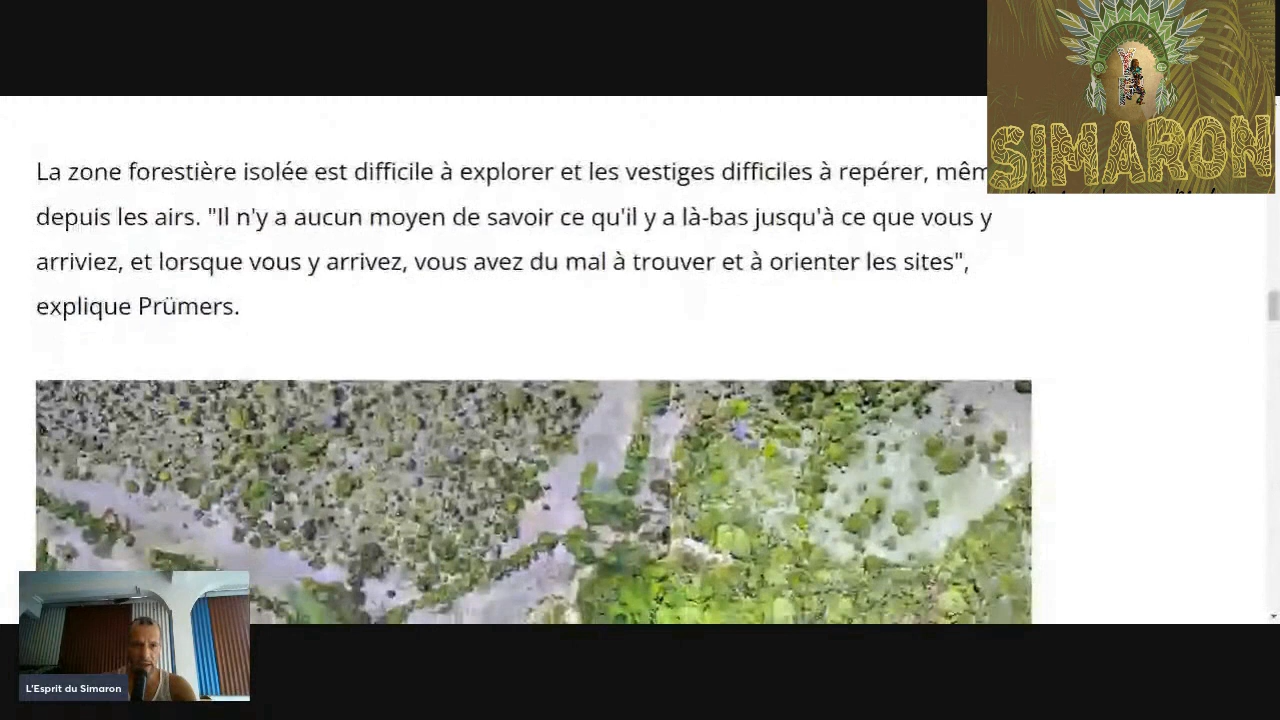 SIMARON
La zone forestière isolée est difficile à explorer et les vestiges difficiles à repérer, mêm
depuis les airs. "Il n'y a aucun moyen de savoir ce qu'il y a là-bas jusqu'à ce que vous y
arriviez, et lorsque vous y arrivez, vous avez du mal à trouver et à orienter les sites",
explique Prümers.
L'Esprit du Simaron